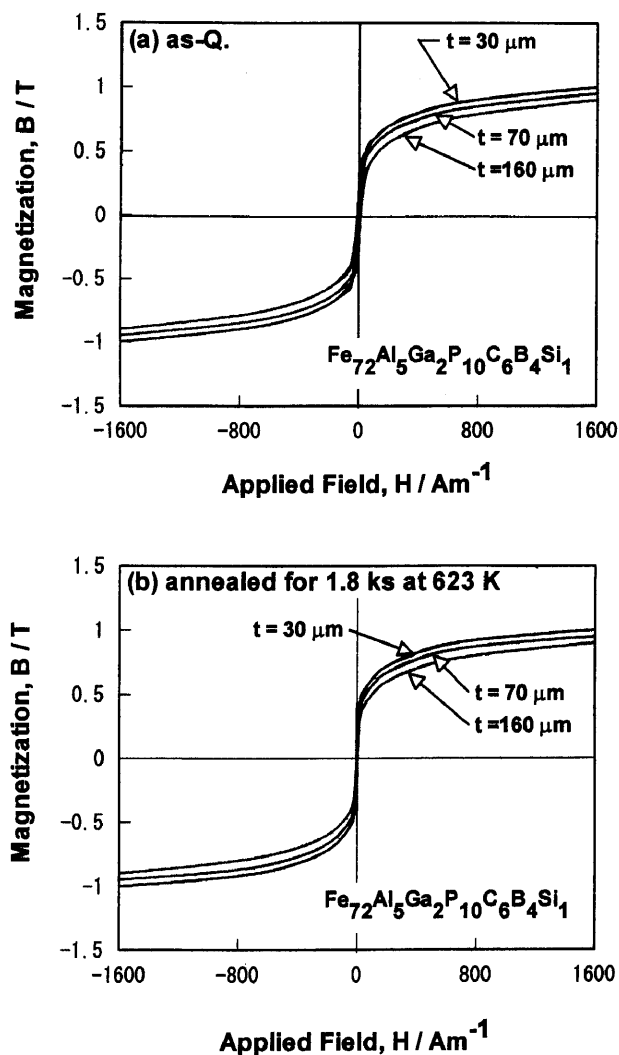 (a) as-Q.
t = 30 μm
t = 70 μm
t =160 μm
Fe72Al5Ga2P10C6B4Si1
Magnetization, B / T
1.5
1
0.5
0
-0.5
-1
-1.5
-1600 -800 0 800 1600
Applied Field, H / Am-1
(b) annealed for 1.8 ks at 623 K
t = 30 μm
t = 70 μm
t =160 μm
Fe72Al5Ga2P10C6B4Si1
Magnetization, B / T
1.5
1
0.5
0
-0.5
-1
-1.5
-1600 -800 0 800 1600
Applied Field, H / Am-1